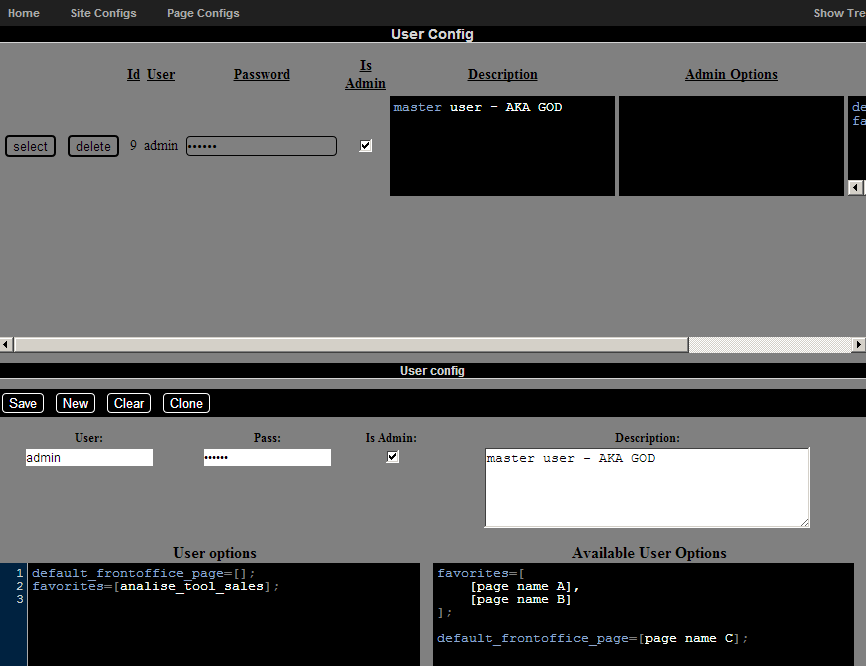 Home Site Configs Page Configs Show Tre
User Config
Id User Password Is Admin Description Admin Options
select delete 9 admin •••••• master user - AKA GOD de
fa
User config
Save New Clear Clone
User: Pass: Is Admin: Description:
admin •••••• master user - AKA GOD
User options Available User Options
1 default_frontoffice_page=[];
2 favorites=[analise_tool_sales];
3
favorites=[
[page name A],
[page name B]
];
default_frontoffice_page=[page name C];